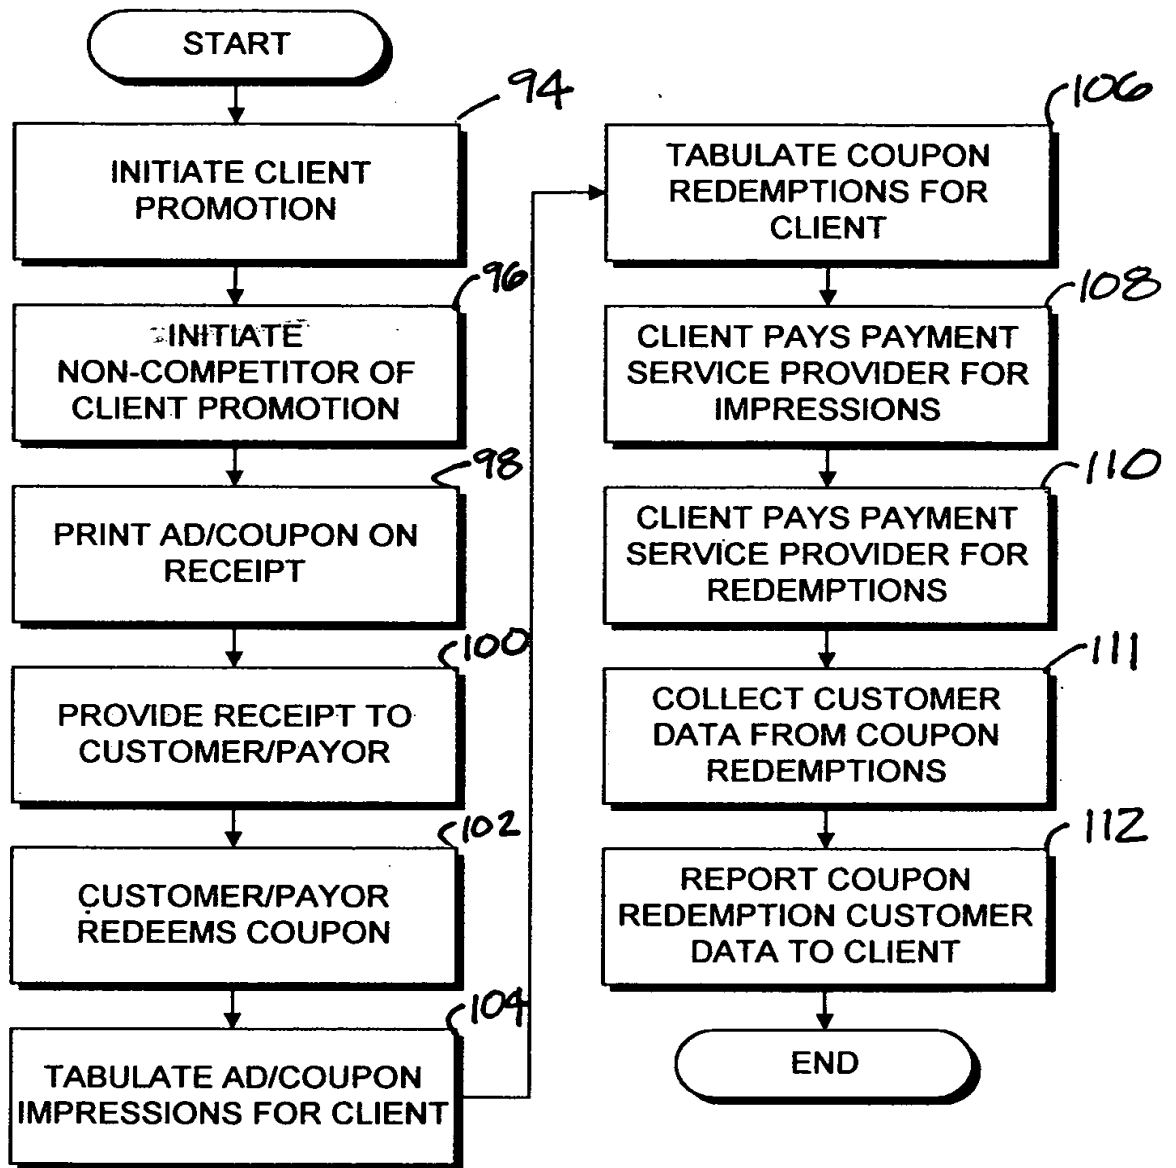 START
94
INITIATE CLIENT
PROMOTION
96
INITIATE
NON-COMPETITOR OF
CLIENT PROMOTION
98
PRINT AD/COUPON ON
RECEIPT
100
PROVIDE RECEIPT TO
CUSTOMER/PAYOR
102
CUSTOMER/PAYOR
REDEEMS COUPON
104
TABULATE AD/COUPON
IMPRESSIONS FOR CLIENT
106
TABULATE COUPON
REDEMPTIONS FOR
CLIENT
108
CLIENT PAYS PAYMENT
SERVICE PROVIDER FOR
IMPRESSIONS
110
CLIENT PAYS PAYMENT
SERVICE PROVIDER FOR
REDEMPTIONS
111
COLLECT CUSTOMER
DATA FROM COUPON
REDEMPTIONS
112
REPORT COUPON
REDEMPTION CUSTOMER
DATA TO CLIENT
END